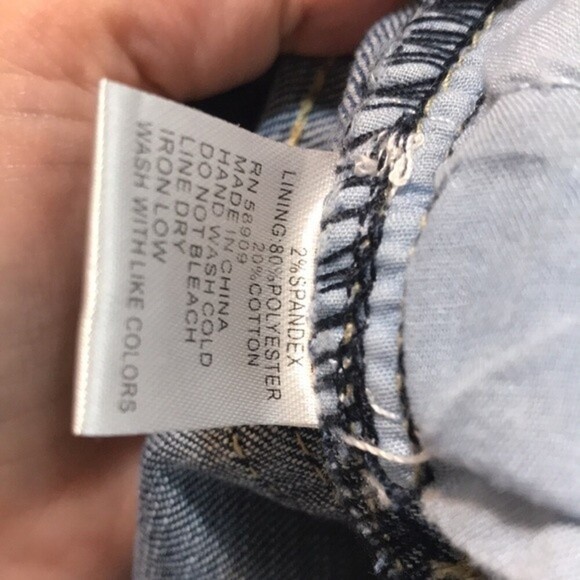 2%SPANDEX
LINING:80%POLYESTER
20%COTTON
RN 58909
MADE IN CHINA
HAND WASH COLD
DO NOT BLEACH
LINE DRY
IRON LOW
WASH WITH LIKE COLORS